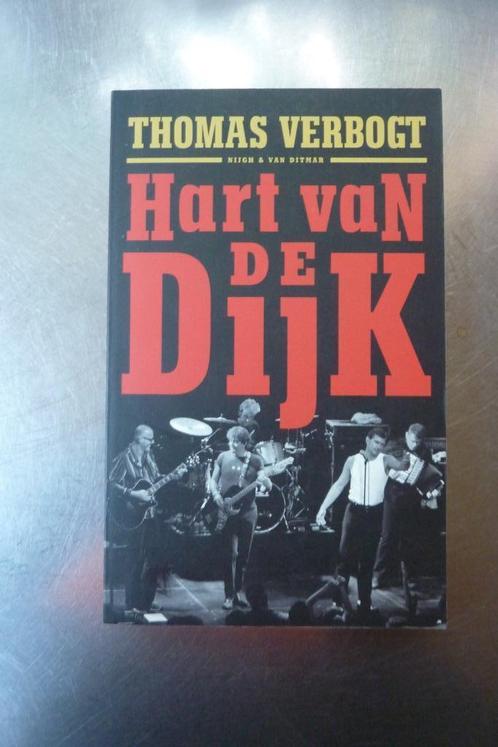 THOMAS VERBOGT
NIJGH & VAN DITMAR
Hart vaN
DE
DijK